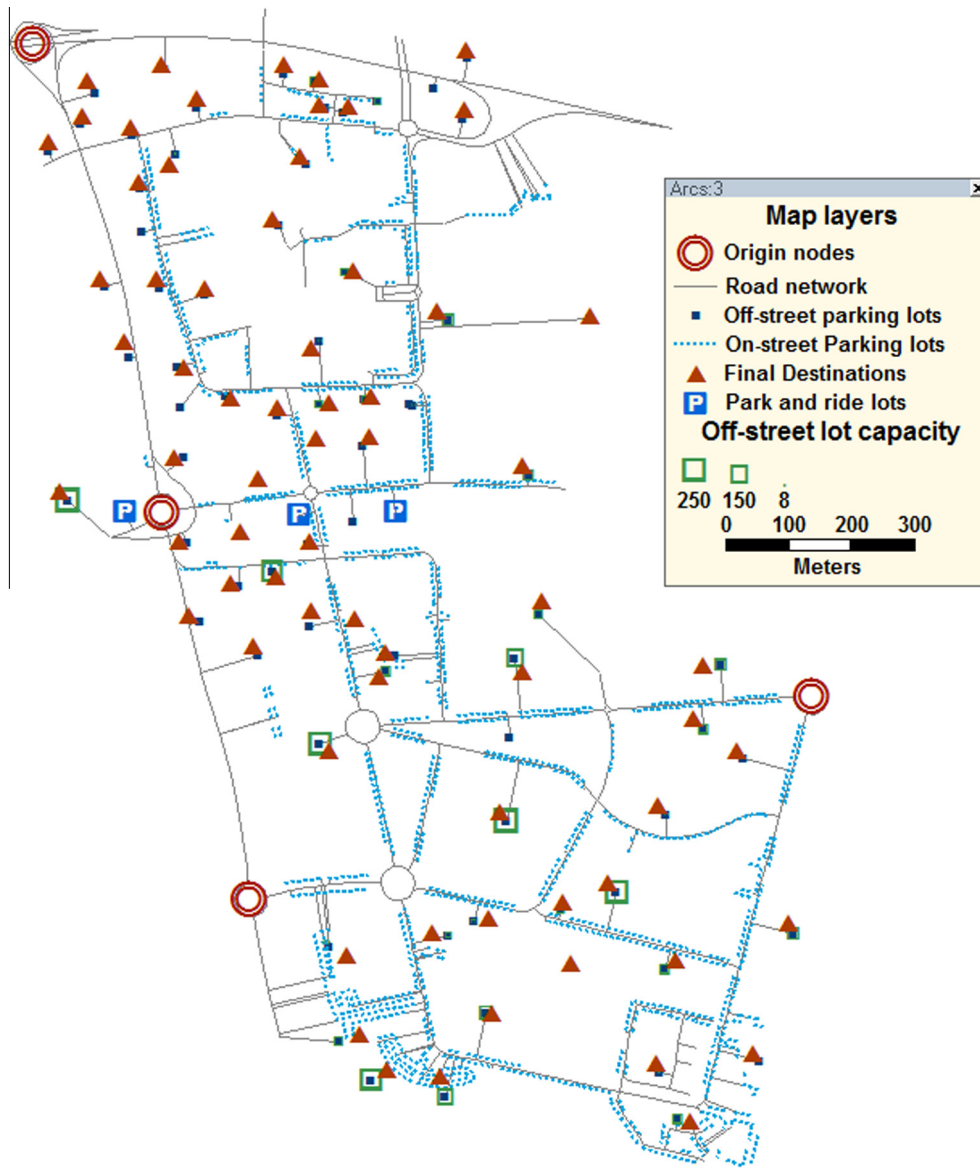 Arcs:3
x
Map layers
Origin nodes
Road network
Off-street parking lots
On-street Parking lots
Final Destinations
P Park and ride lots
Off-street lot capacity
250 150 8
0 100 200 300
Meters
P
P
P